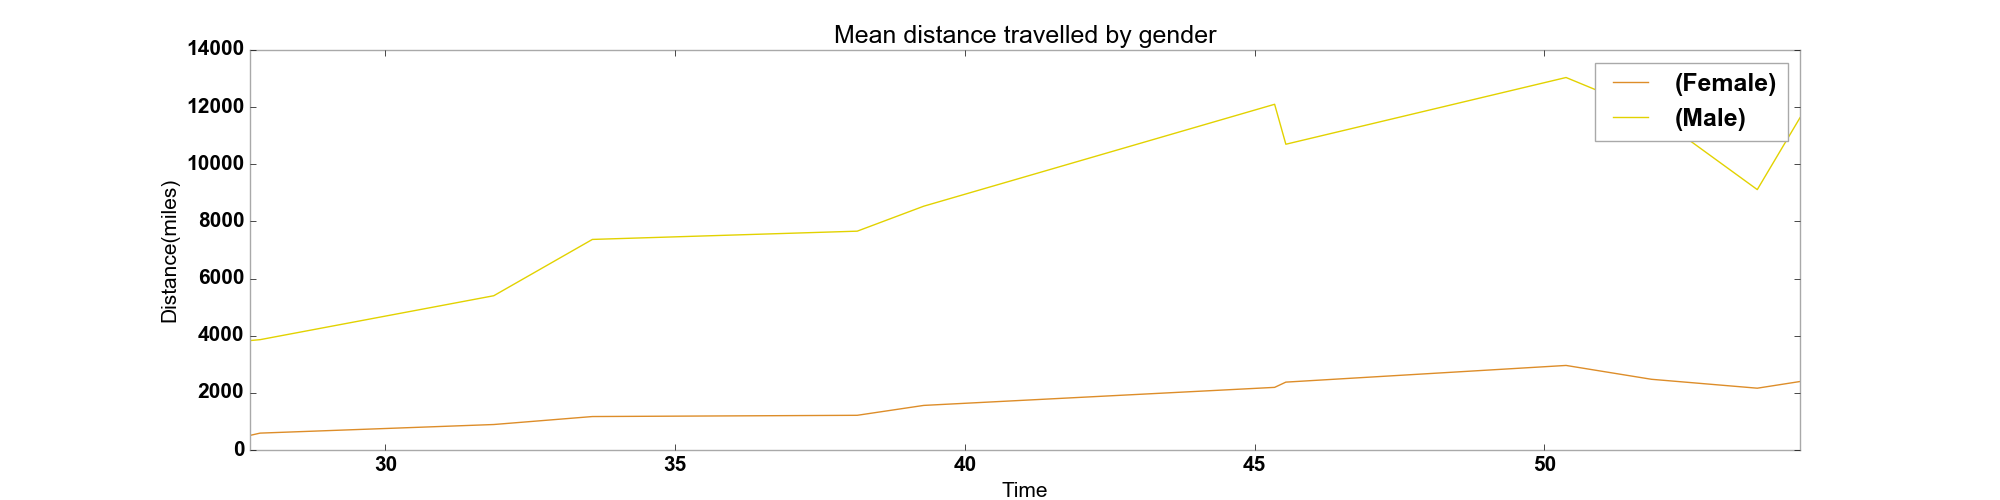 Mean distance travelled by gender
14000
12000
10000
8000
6000
4000
2000
0
Distance(miles)
(Female)
(Male)
30 35 40 45 50
Time